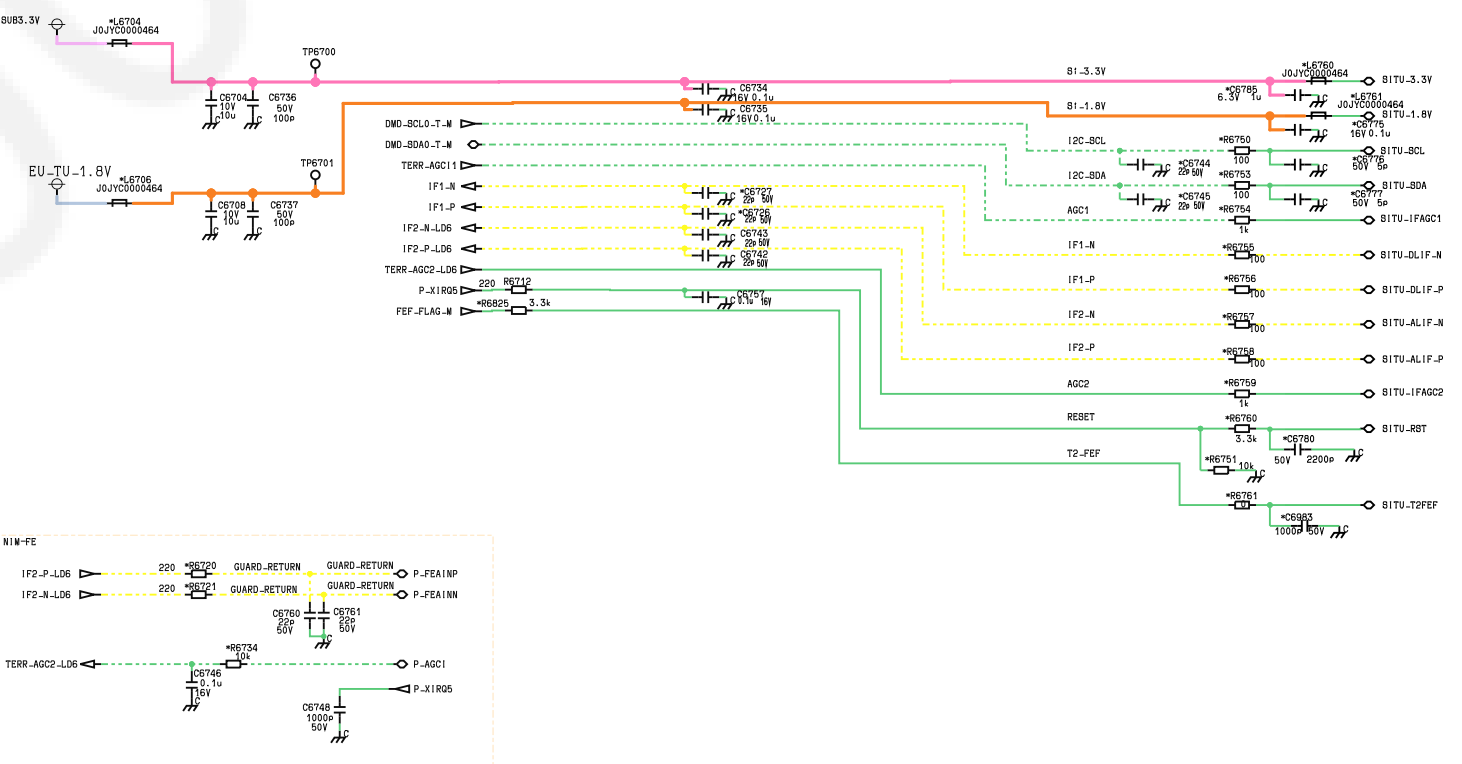 SUB3.3V
*L6704
J0JYC0000464
TP6700
C6704
10V
10u
C6736
50V
100p
C6734
16V 0.1u
C6735
16V 0.1u
S!-3.3V
S!-1.8V
*L6760
J0JYC0000464
SITU-3.3V
*C6785
6.3V 1u
*L6761
J0JYC0000464
SITU-1.8V
*C6775
16V 0.1u
EU-TU-1.8V
*L6706
J0JYC0000464
TP6701
C6708
10V
10u
C6737
50V
100p
DMD-SCL0-T-M
DMD-SDA0-T-M
TERR-AGCI1
IF1-N
IF1-P
IF2-N-LD6
IF2-P-LD6
TERR-AGC2-LD6
P-XIRQ5
220 R6712
FEF-FLAG-M
*R6825 3.3k
*C6727
22p 50V
*C6726
22p 50V
C6743
22p 50V
C6742
22p 50V
C6757
0.1u 16V
I2C-SCL
*C6744
22p 50V
*R6750
100
SITU-SCL
*C6776
50V 5p
I2C-SDA
*C6745
22p 50V
*R6753
100
SITU-SDA
*C6777
50V 5p
AGC1
*R6754
1k
SITU-IFAGC1
IF1-N
*R6755
100
SITU-DLIF-N
IF1-P
*R6756
100
SITU-DLIF-P
IF2-N
*R6757
100
SITU-ALIF-N
IF2-P
*R6758
100
SITU-ALIF-P
AGC2
*R6759
1k
SITU-IFAGC2
RESET
*R6760
3.3k
SITU-RST
*C6780
50V 2200p
*R6751 10k
T2-FEF
*R6761
0
SITU-T2FEF
*C6983
1000P 50V
NIM-FE
IF2-P-LD6
220 *R6720
GUARD-RETURN
GUARD-RETURN
P-FEAINP
IF2-N-LD6
220 *R6721
GUARD-RETURN
GUARD-RETURN
P-FEAINN
C6760
22p
50V
C6761
22p
50V
TERR-AGC2-LD6
*R6734
10k
P-AGCI
C6746
0.1u
16V
P-XIRQ5
C6748
1000p
50V